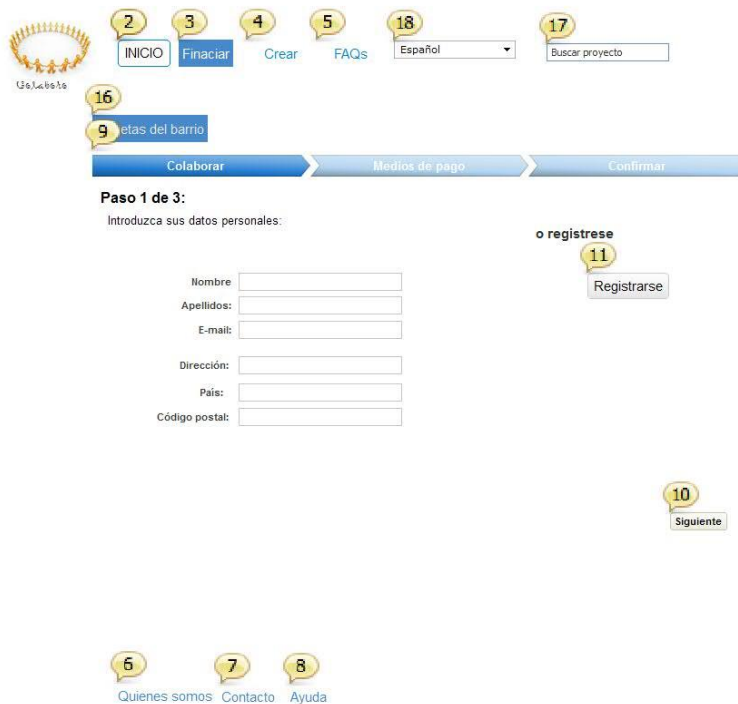 2 3 4 5 18 17
INICIO Finaciar Crear FAQs Español Buscar proyecto
16
9 etas del barrio
Colaborar Medios de pago Confirmar
Paso 1 de 3:
Introduzca sus datos personales:
o registrese
11
Registrarse
Nombre
Apellidos:
E-mail:
Dirección:
País:
Código postal:
10
Siguiente
6 7 8
Quienes somos Contacto Ayuda